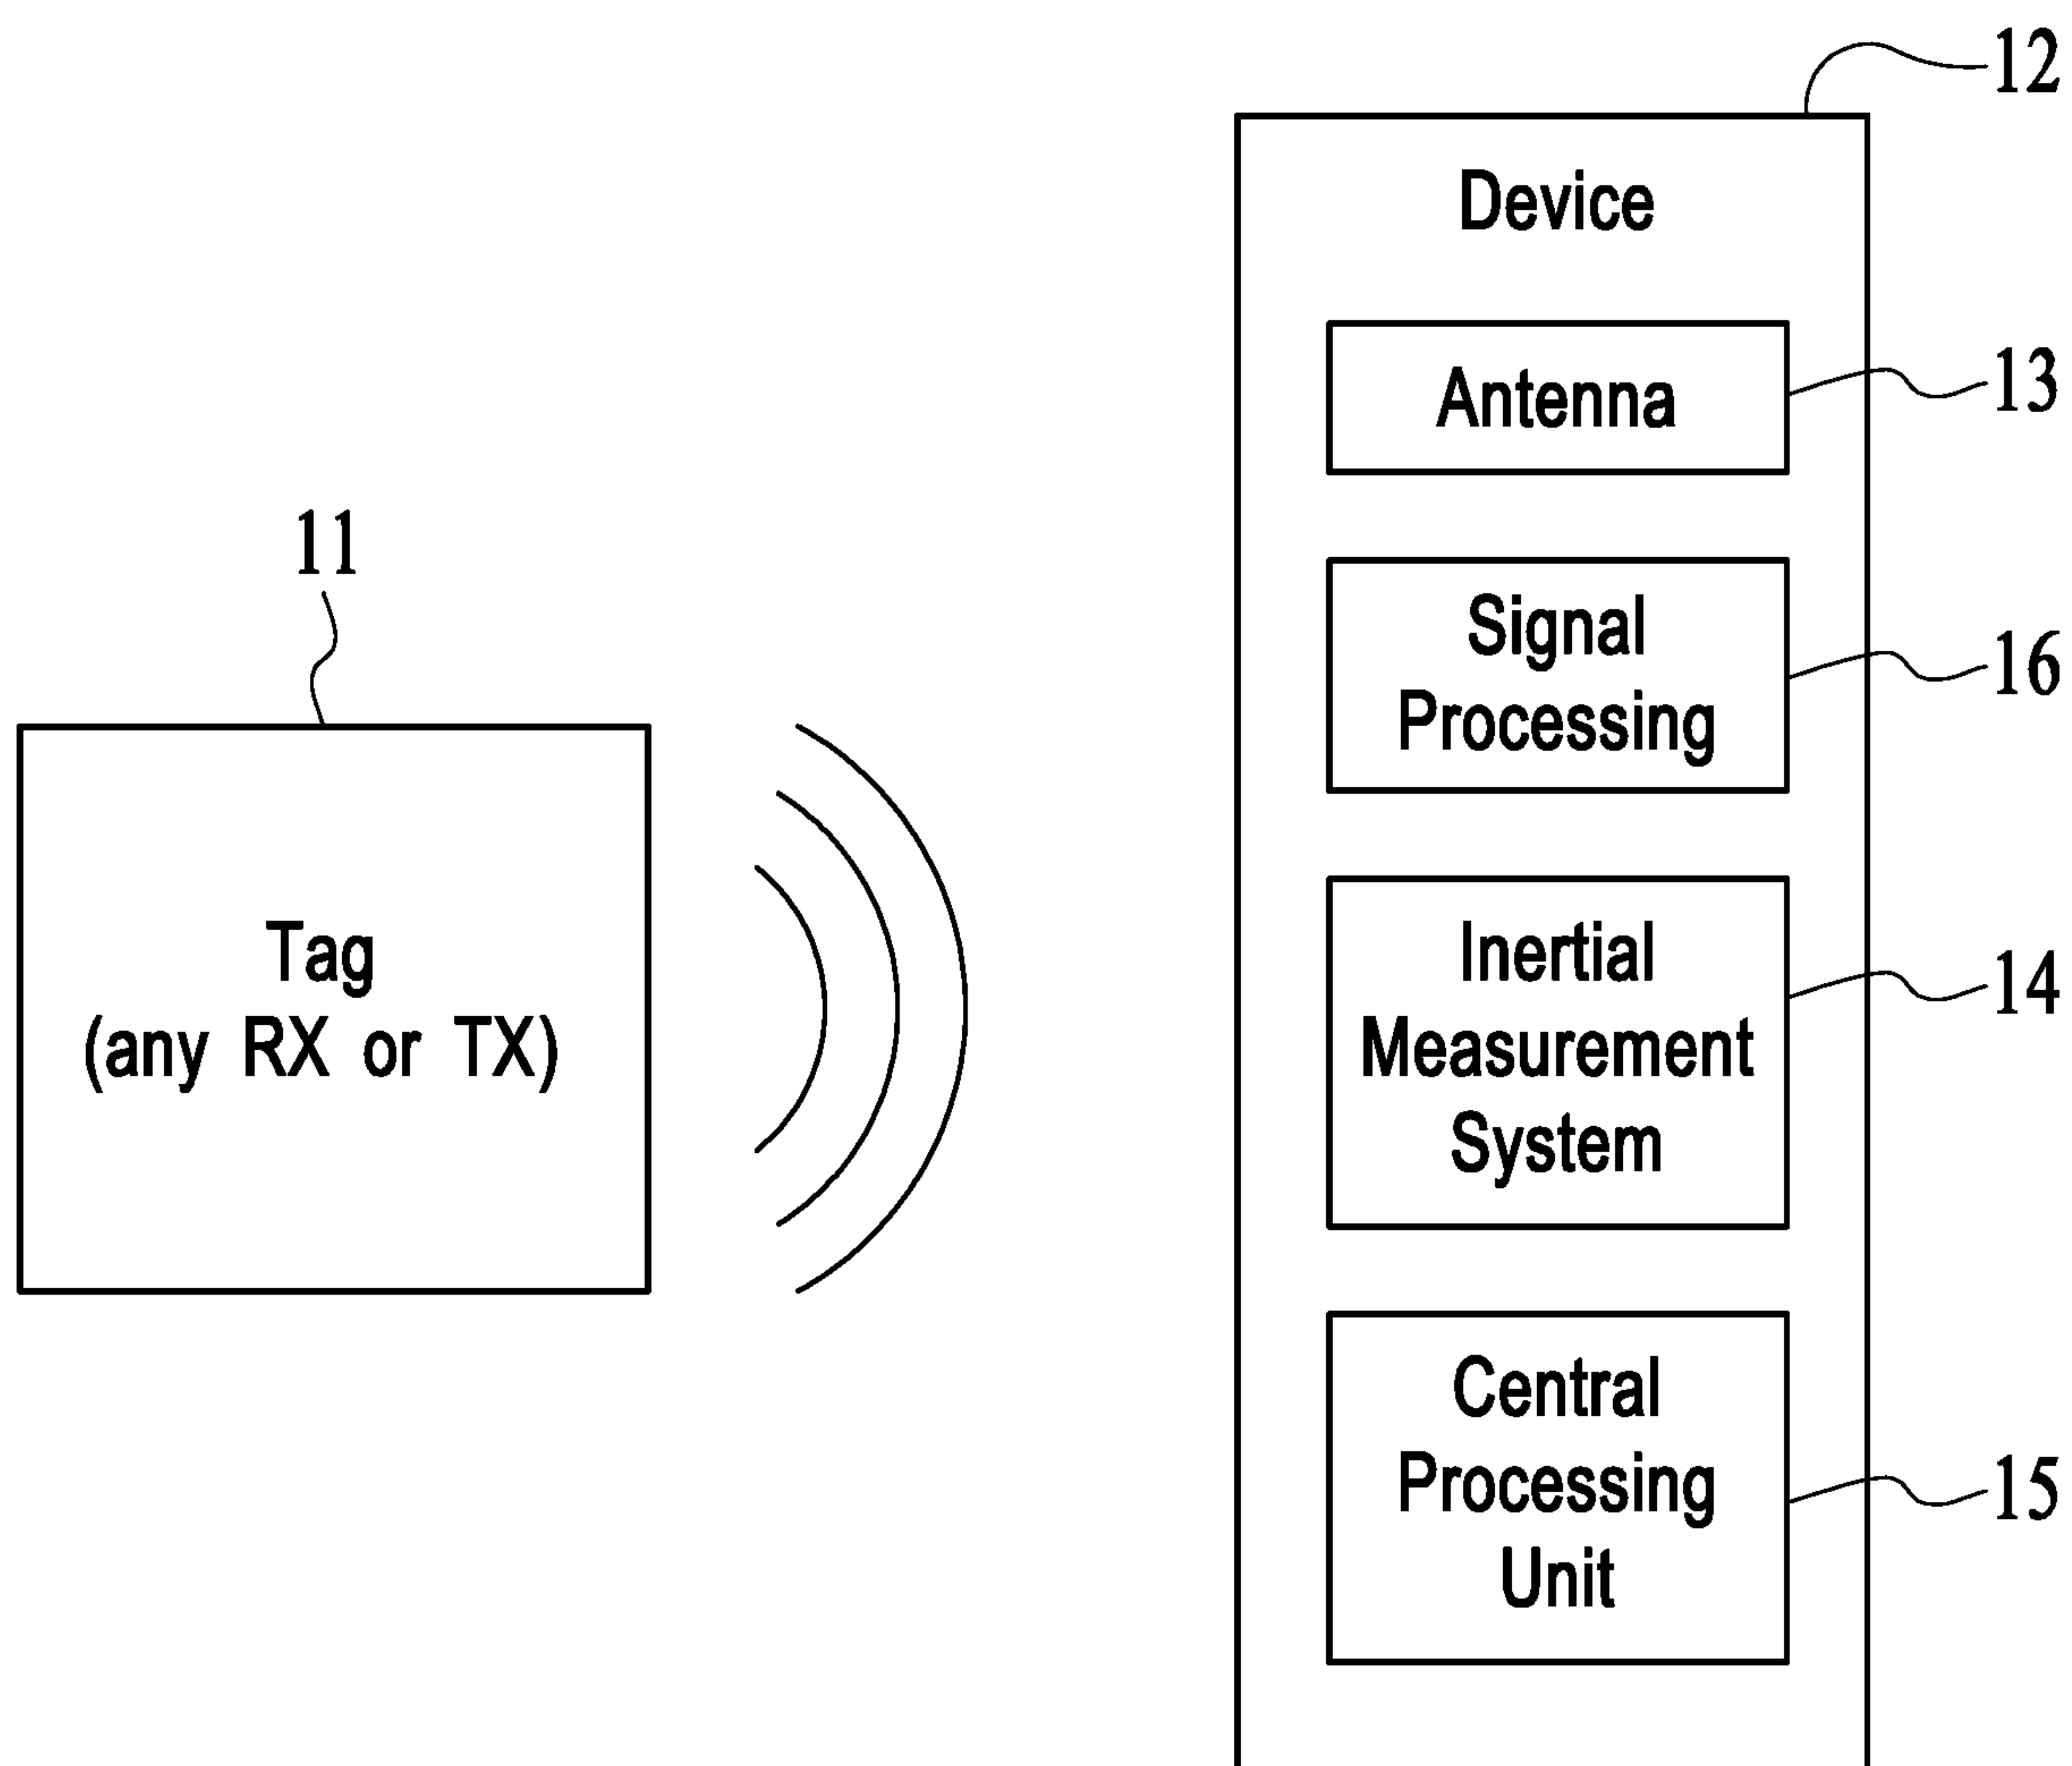 12
Device
Antenna
13
11
Signal
Processing
16
Tag
(any RX or TX)
Inertial
Measurement
System
14
Central
Processing
Unit
15